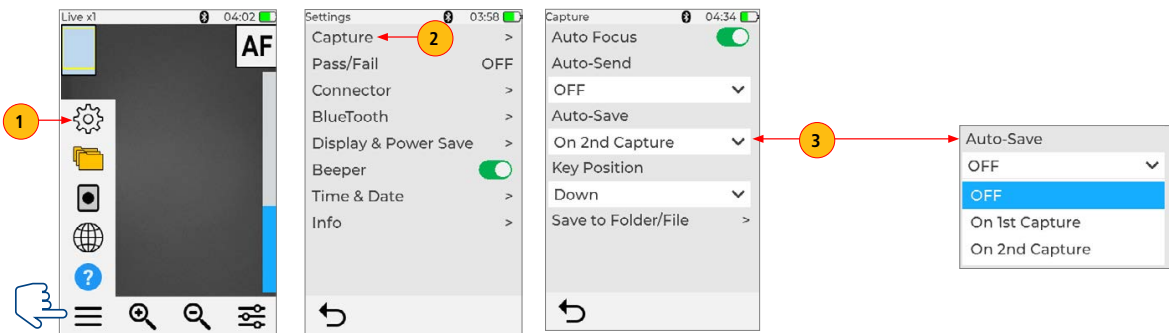 Live x1 04:02
AF
1
?
Settings 03:58
Capture >
2
Pass/Fail OFF
Connector >
BlueTooth >
Display & Power Save >
Beeper
Time & Date >
Info >
Capture 04:34
Auto Focus
Auto-Send
OFF
Auto-Save
On 2nd Capture
Key Position
Down
Save to Folder/File >
3
Auto-Save
OFF
OFF
On 1st Capture
On 2nd Capture